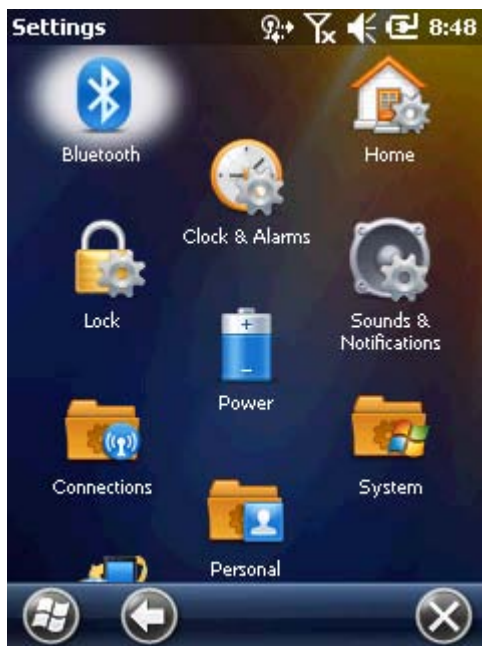 Settings 8:48
Bluetooth
Home
Clock & Alarms
Lock
Sounds &
Notifications
Power
Connections
System
Personal